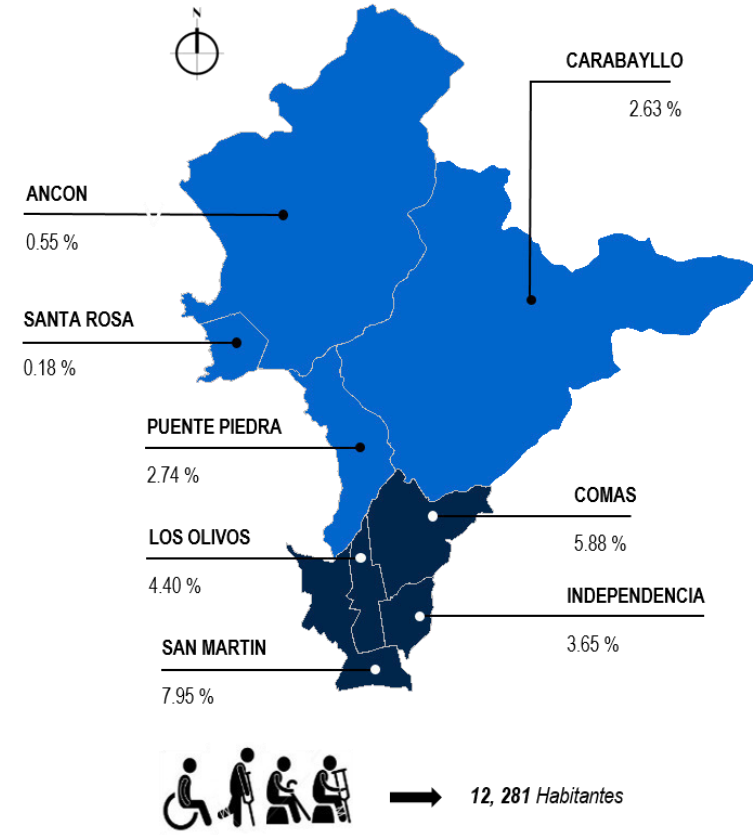 N
CARABAYLLO
2.63 %
ANCON
0.55 %
SANTA ROSA
0.18 %
PUENTE PIEDRA
2.74 %
COMAS
5.88 %
LOS OLIVOS
4.40 %
INDEPENDENCIA
3.65 %
SAN MARTIN
7.95 %
12, 281 Habitantes